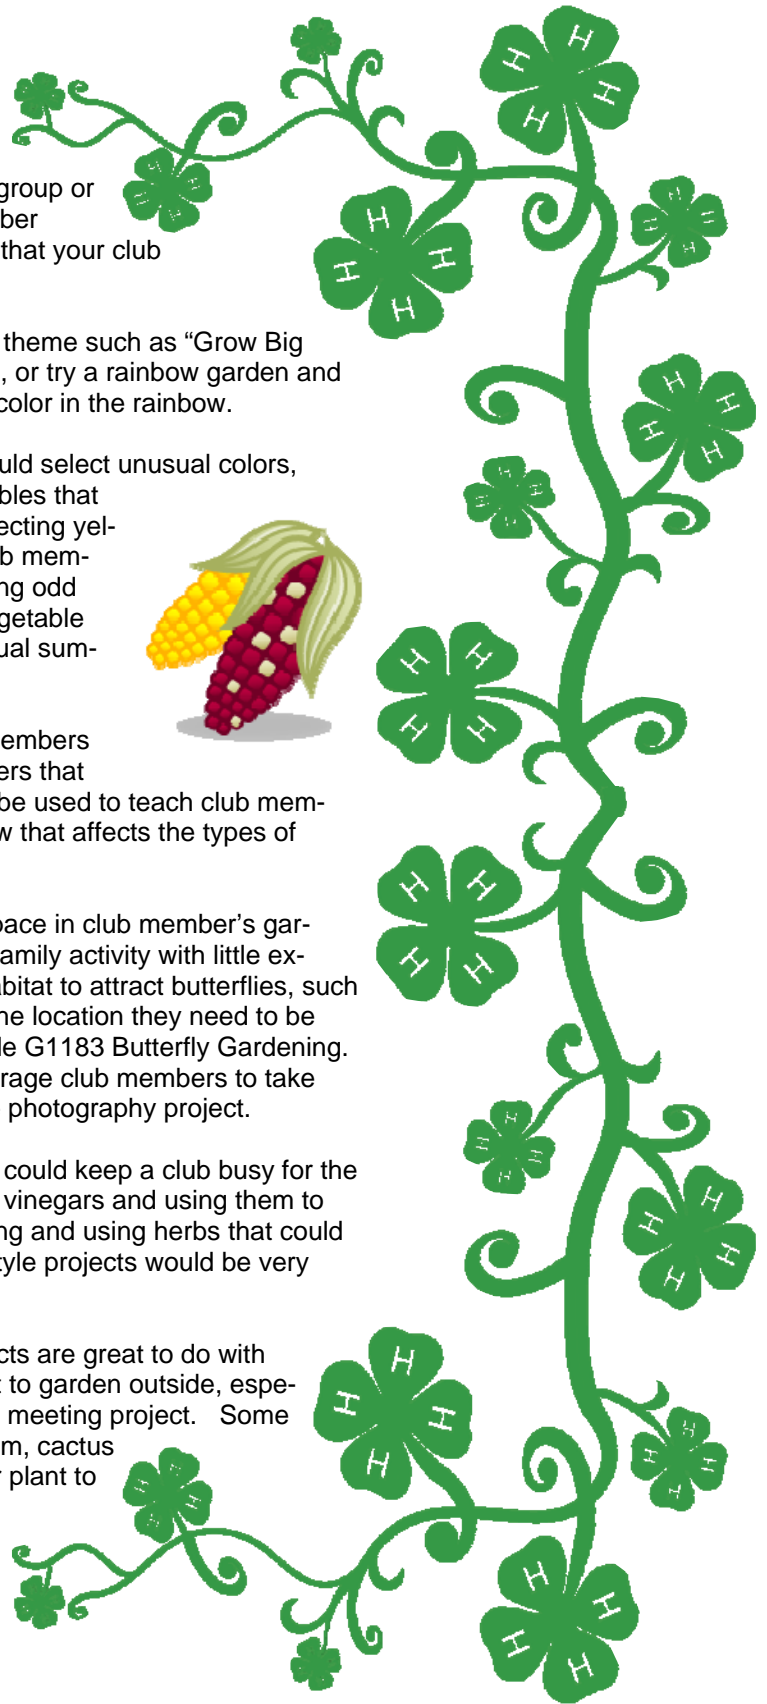 group or
ber
that your club
theme such as “Grow Big
, or try a rainbow garden and
color in the rainbow.
uld select unusual colors,
bles that
ecting yel-
b mem-
ng odd
getable
ual sum-
embers
ers that
be used to teach club mem-
w that affects the types of
pace in club member’s gar-
amily activity with little ex-
abitat to attract butterflies, such
he location they need to be
le G1183 Butterfly Gardening.
rage club members to take
photography project.
could keep a club busy for the
vinegars and using them to
ng and using herbs that could
tyle projects would be very
cts are great to do with
t to garden outside, espe-
meeting project.   Some
m, cactus
r plant to